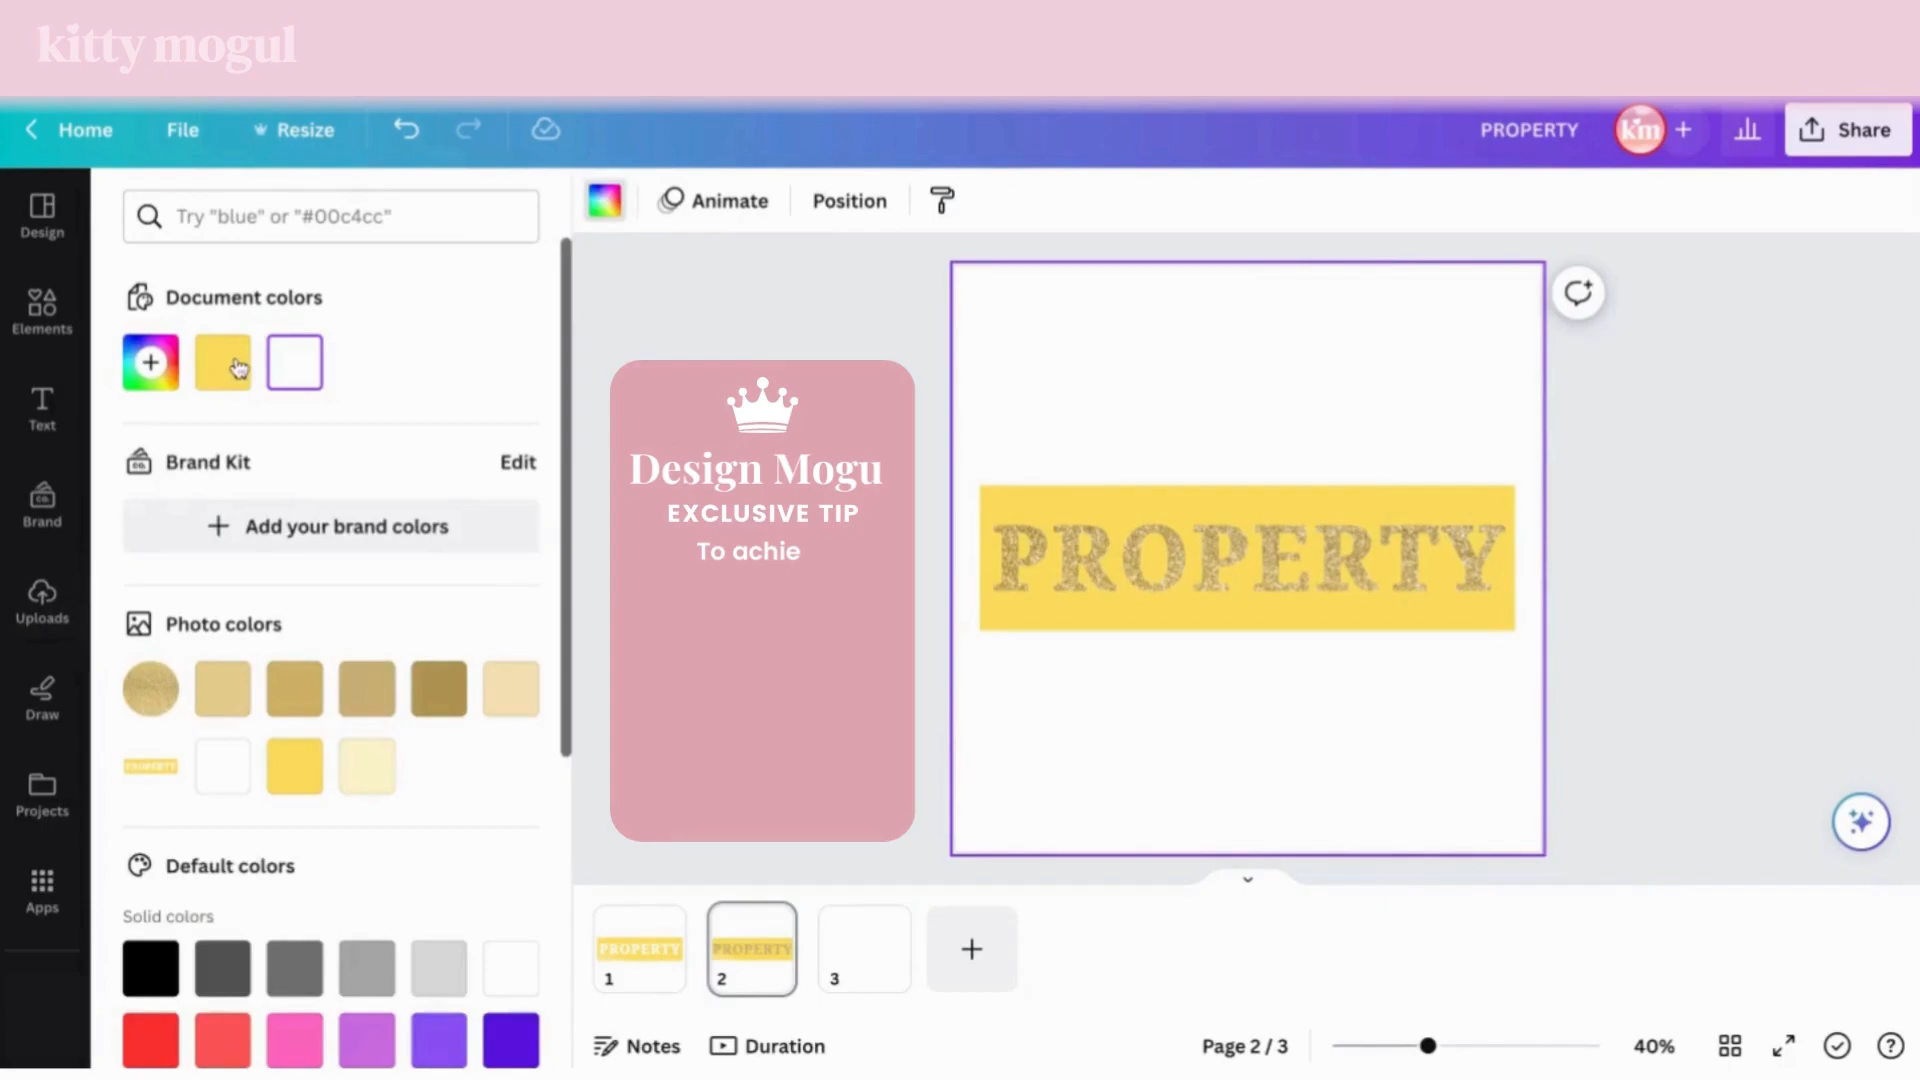 kitty mogul
Home
File
Resize
PROPERTY
km
Share
Design
Elements
Text
Brand
Uploads
Draw
Projects
Apps
Try "blue" or "#00c4cc"
Document colors
Brand Kit
Edit
Add your brand colors
Photo colors
PROPERTY
Default colors
Solid colors
Animate
Position
Design Mogu
EXCLUSIVE TIP
To achie
PROPERTY
PROPERTY
1
PROPERTY
2
3
Notes
Duration
Page 2 / 3
40%